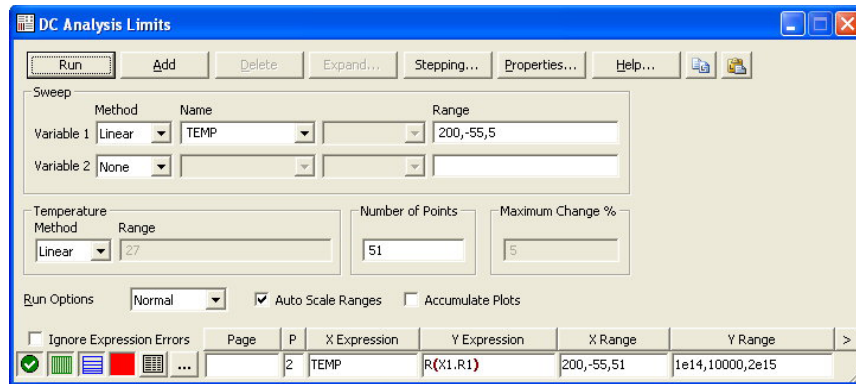 DC Analysis Limits
Run Add Delete Expand... Stepping... Properties... Help...
Sweep
Method Name Range
Variable 1 Linear TEMP 200,-55,5
Variable 2 None
Temperature Number of Points Maximum Change %
Method Range
Linear 27 51 5
Run Options Normal Auto Scale Ranges Accumulate Plots
Ignore Expression Errors Page P X Expression Y Expression X Range Y Range >
... 2 TEMP R(X1.R1) 200,-55,51 1e14,10000,2e15